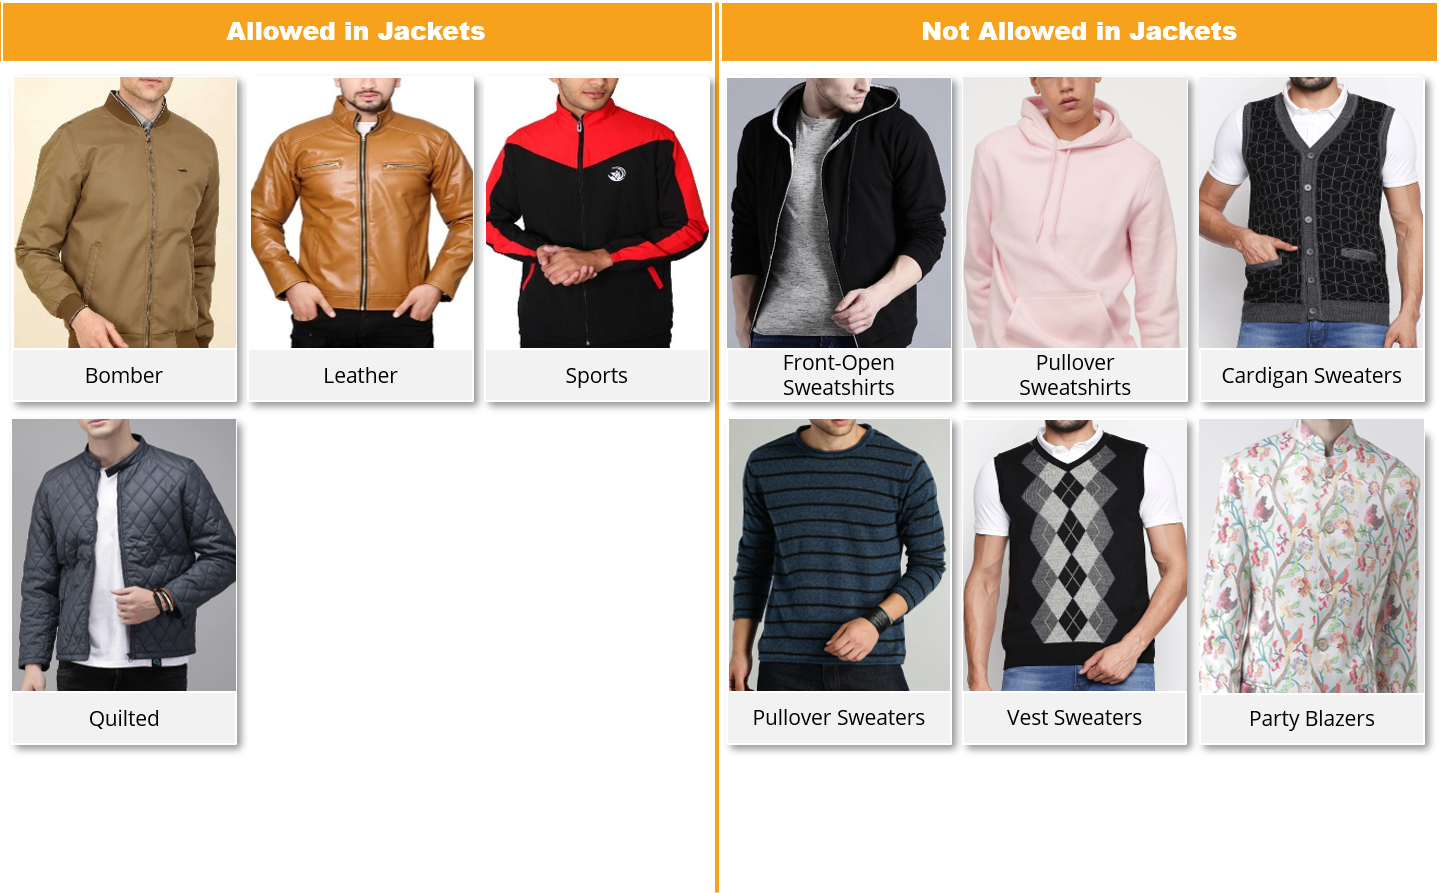 Allowed in Jackets
Not Allowed in Jackets
Bomber
Leather
Sports
Front-Open
Sweatshirts
Pullover
Sweatshirts
Cardigan Sweaters
Quilted
Pullover Sweaters
Vest Sweaters
Party Blazers